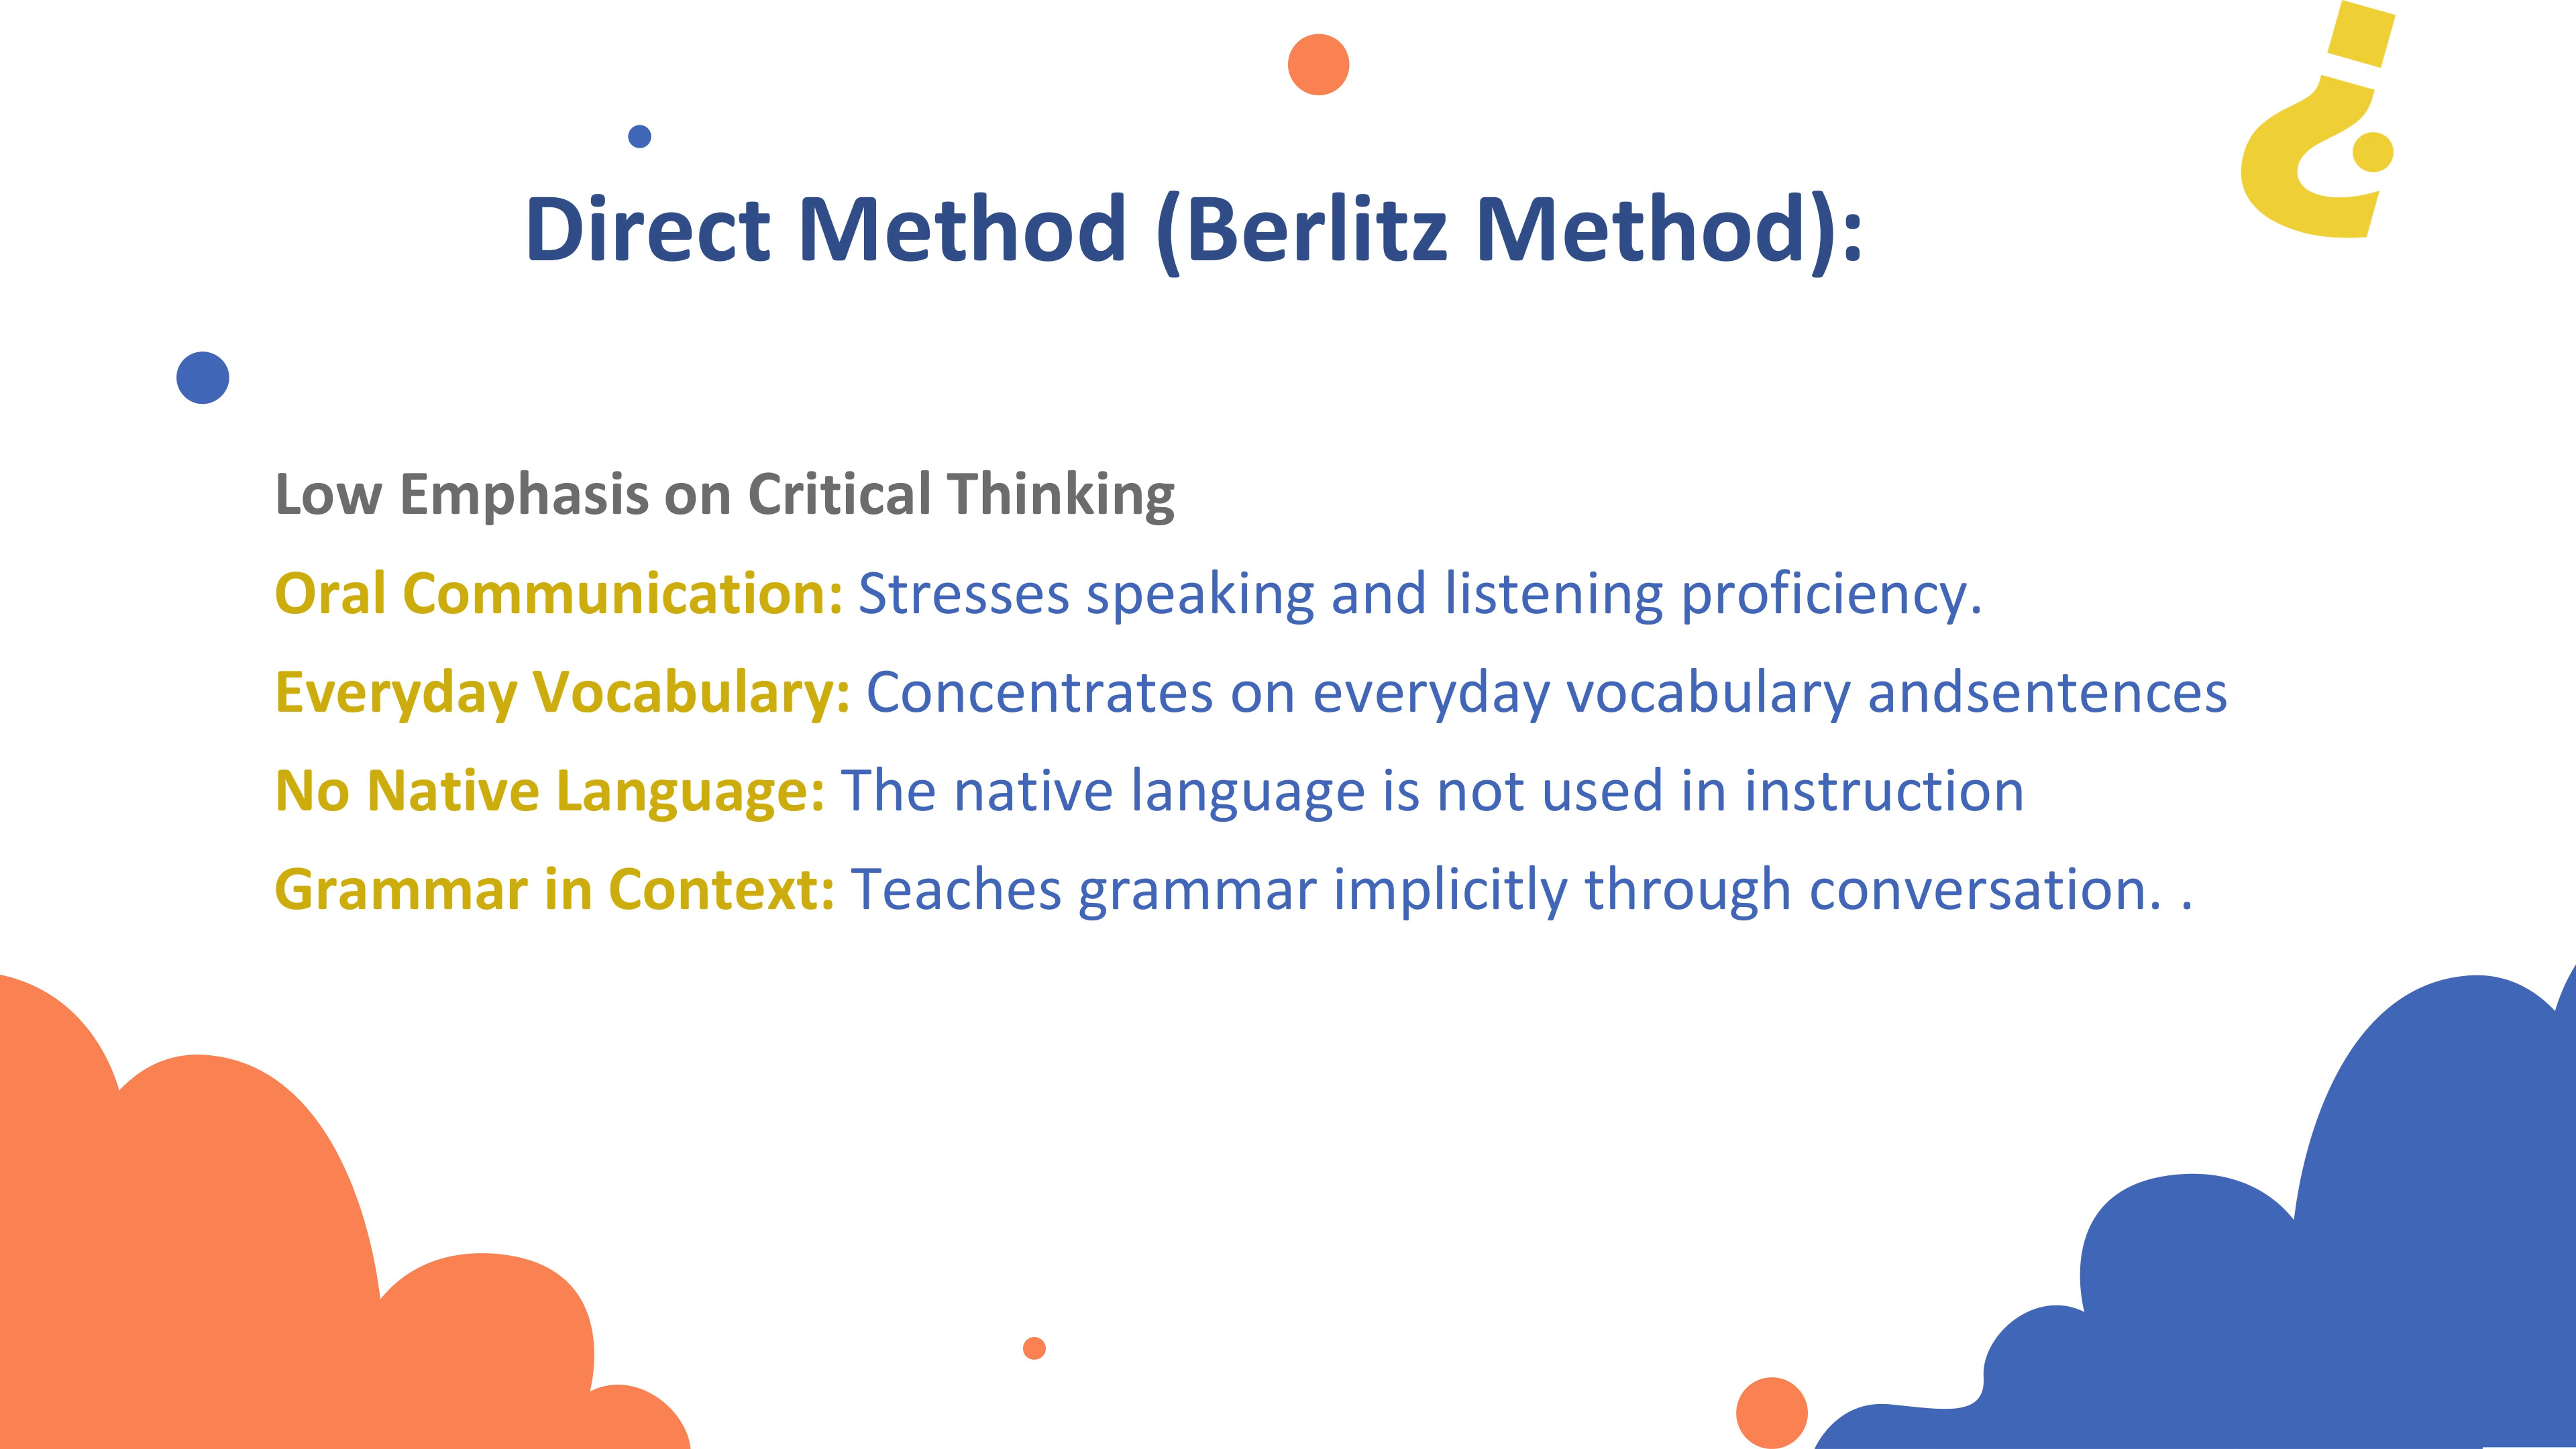 ¿
Direct Method (Berlitz Method):
Low Emphasis on Critical Thinking
Oral Communication: Stresses speaking and listening proficiency.
Everyday Vocabulary: Concentrates on everyday vocabulary andsentences
No Native Language: The native language is not used in instruction
Grammar in Context: Teaches grammar implicitly through conversation. .